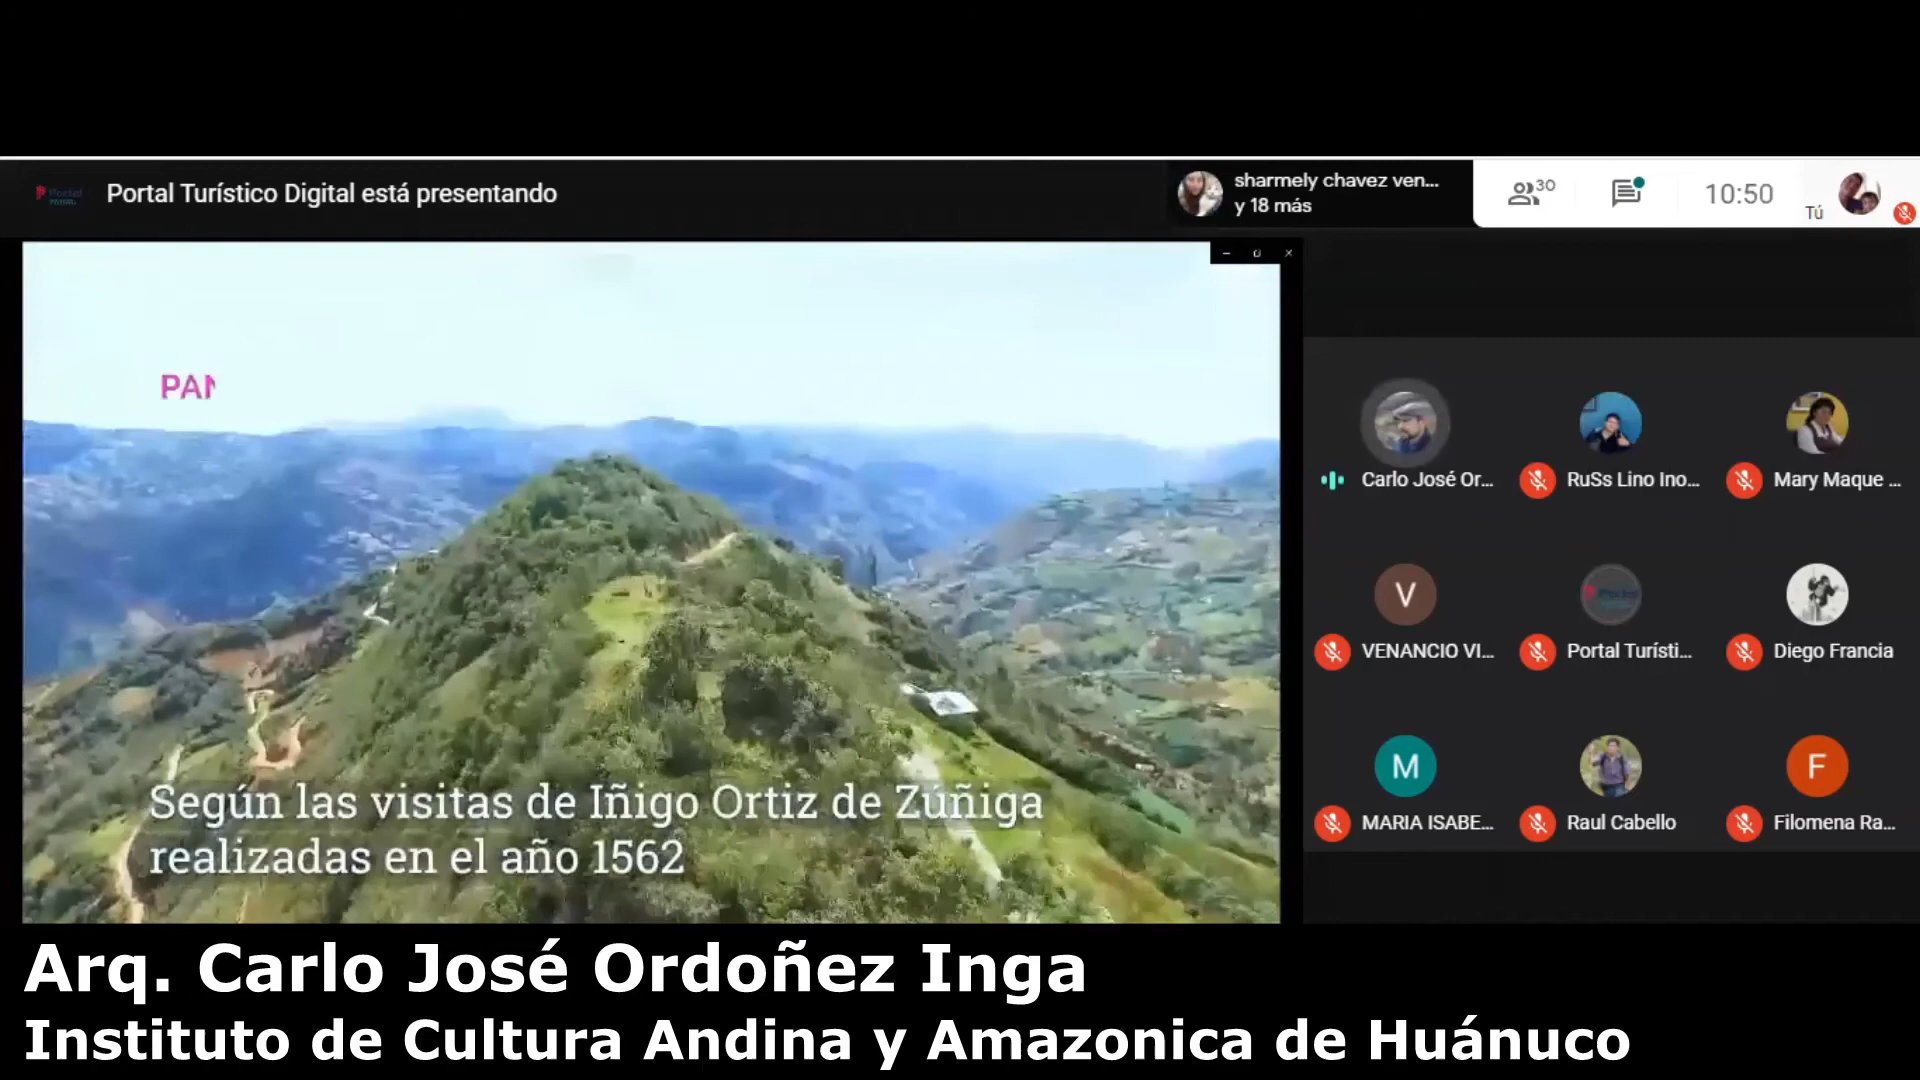 Portal Turístico Digital está presentando
sharmely chavez ven...
y 18 más
30
10:50
Tú
PAN
Carlo José Or...
RuSs Lino Ino...
Mary Maque ...
V
VENANCIO VI...
Portal Turísti...
Diego Francia
M
MARIA ISABE...
Raul Cabello
F
Filomena Ra...
Según las visitas de Iñigo Ortiz de Zúñiga
realizadas en el año 1562
Arq. Carlo José Ordoñez Inga
Instituto de Cultura Andina y Amazonica de Huánuco